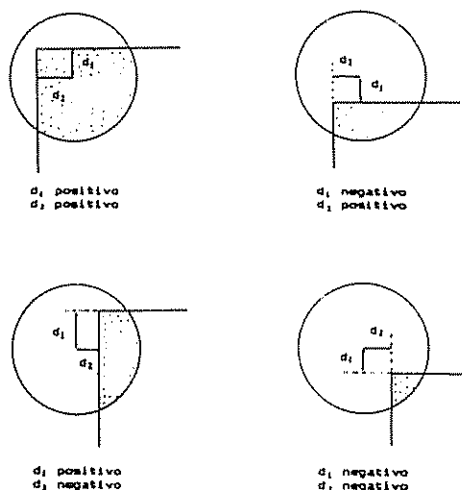 d₁
d₂
d₁ positivo
d₂ positivo
d₂
d₁
d₁ negativo
d₂ positivo
d₁
d₂
d₁ positivo
d₂ negativo
d₂
d₁
d₁ negativo
d₂ negativo